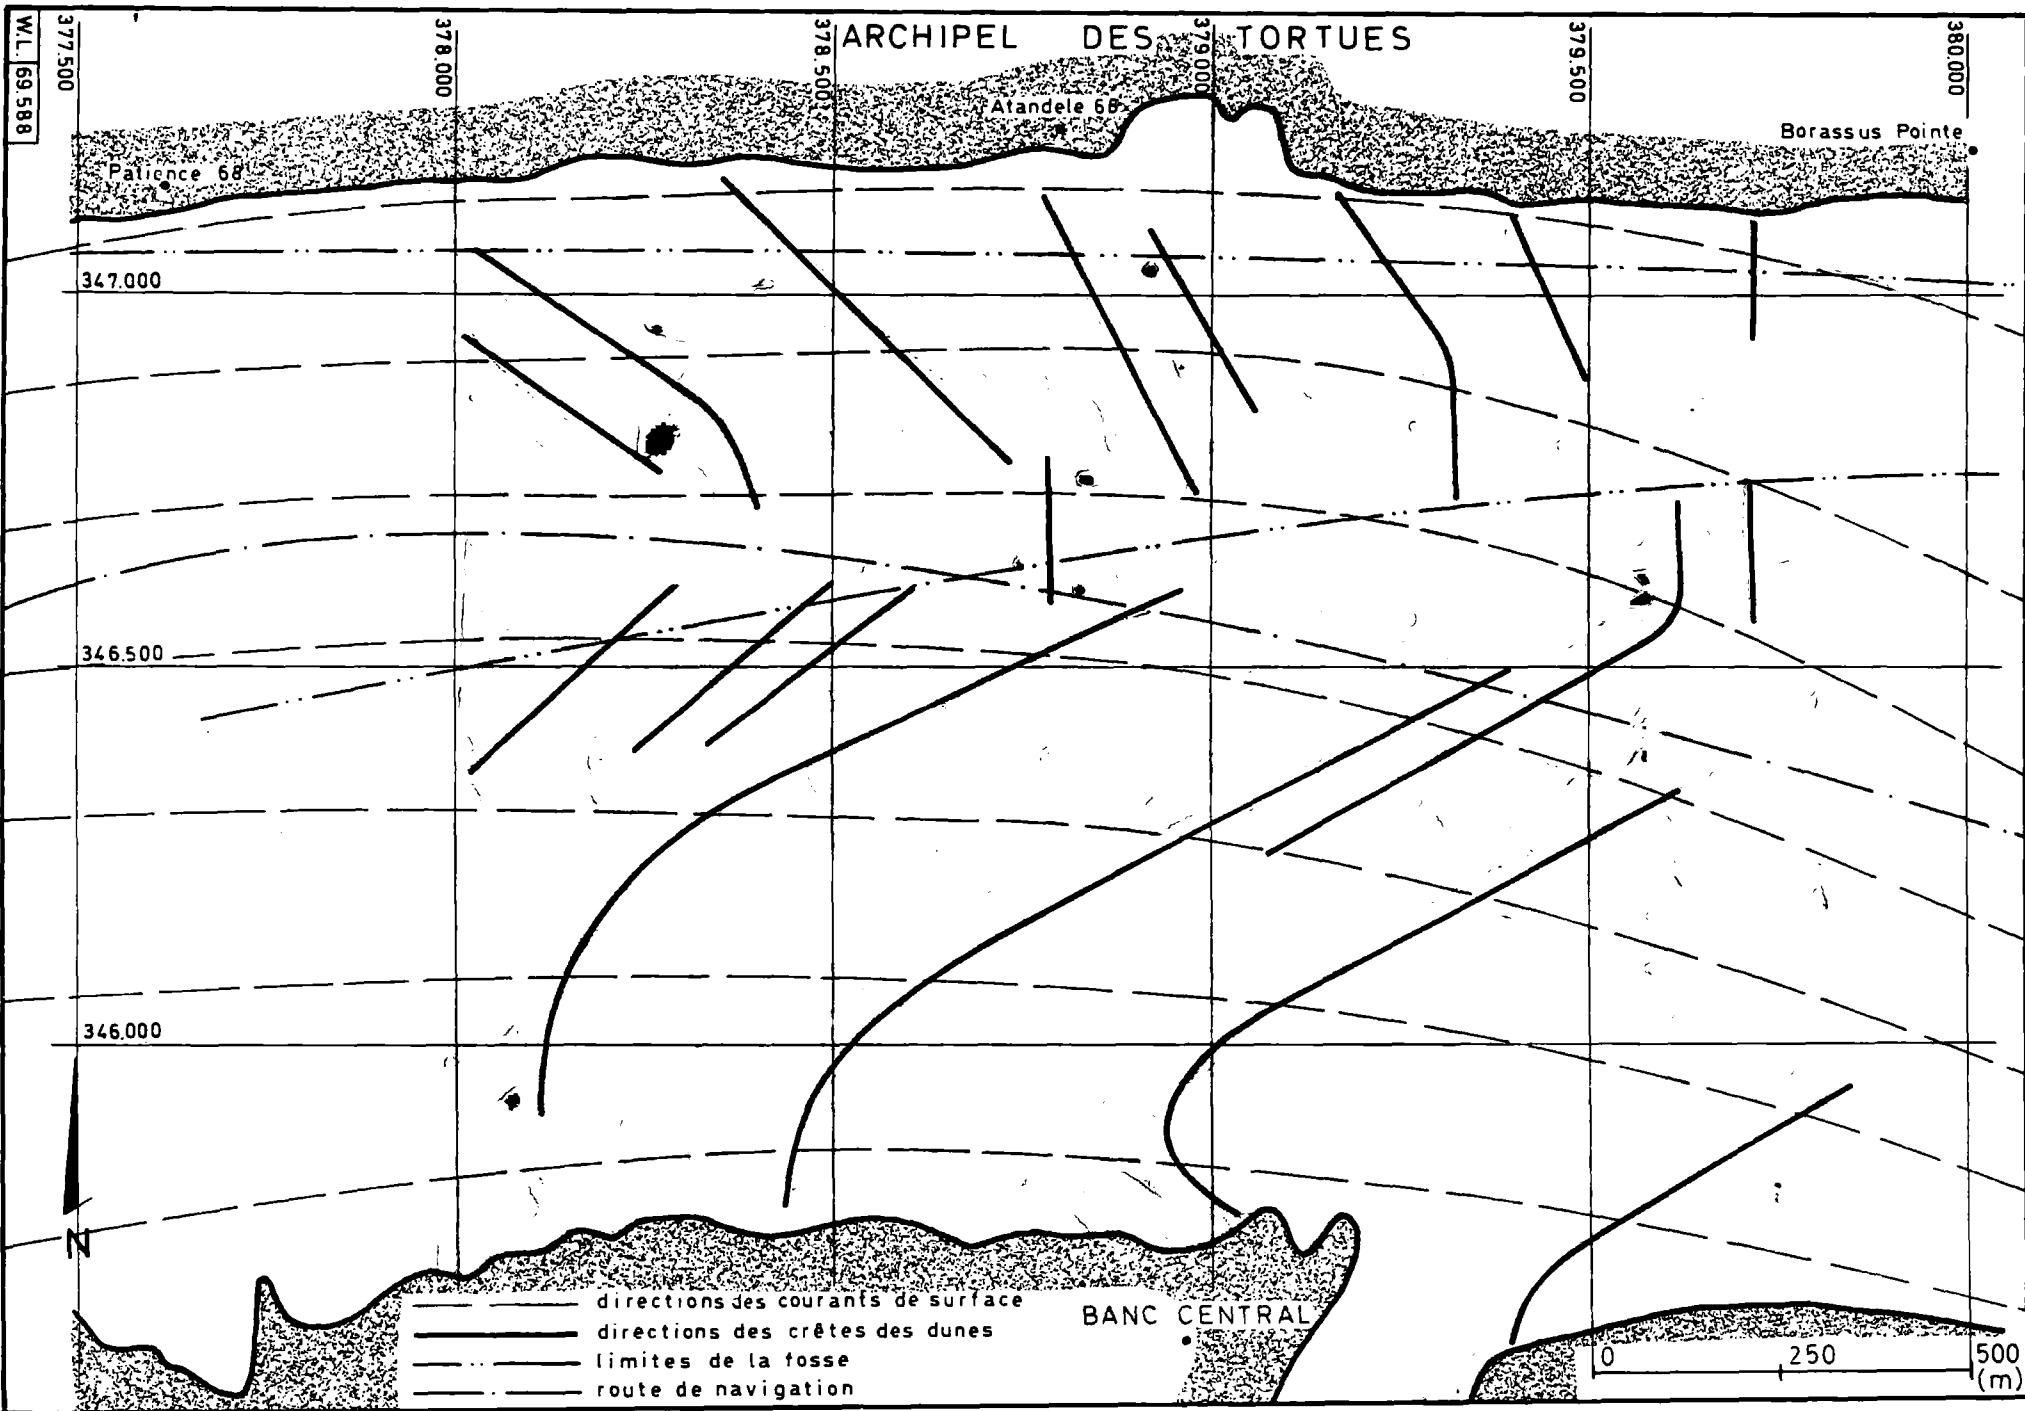 W.L. 69.588
377.500
378.000
378.500
379.000
379.500
380.000
ARCHIPEL DES TORTUES
Atandele 68
Borassus Pointe
Patience 68
347.000
346.500
346.000
N
directions des courants de surface
directions des crêtes des dunes
limites de la fosse
route de navigation
BANC CENTRAL
0 250 500
(m)